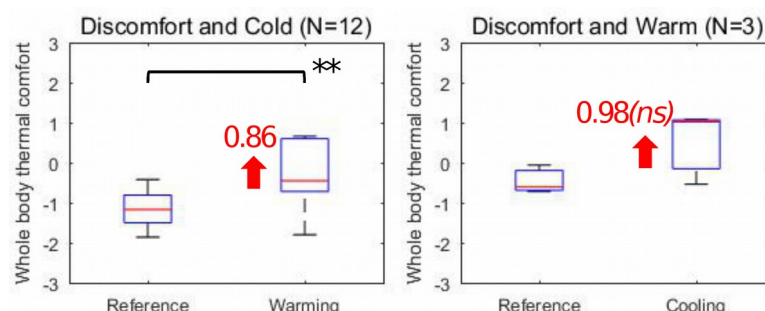 Discomfort and Cold (N=12)
Whole body thermal comfort
3
2
1
0
-1
-2
-3
**
0.86
Reference
Warming
Discomfort and Warm (N=3)
Whole body thermal comfort
3
2
1
0
-1
-2
-3
0.98(ns)
Reference
Cooling